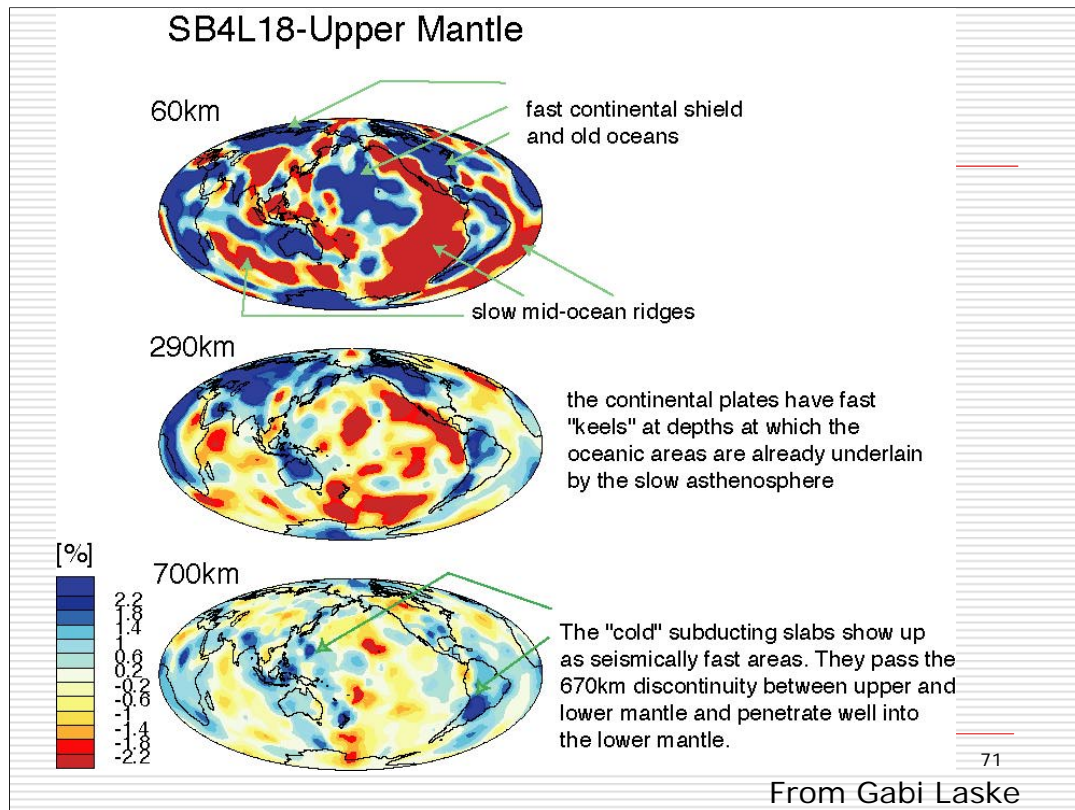 SB4L18-Upper Mantle
60km
fast continental shield
and old oceans
slow mid-ocean ridges
290km
the continental plates have fast
"keels" at depths at which the
oceanic areas are already underlain
by the slow asthenosphere
[%]
2.2
1.8
1.4
0.6
0.2
-0.2
-0.6
-1
-1.4
-1.8
-2.2
700km
The "cold" subducting slabs show up
as seismically fast areas. They pass the
670km discontinuity between upper and
lower mantle and penetrate well into
the lower mantle.
71
From Gabi Laske